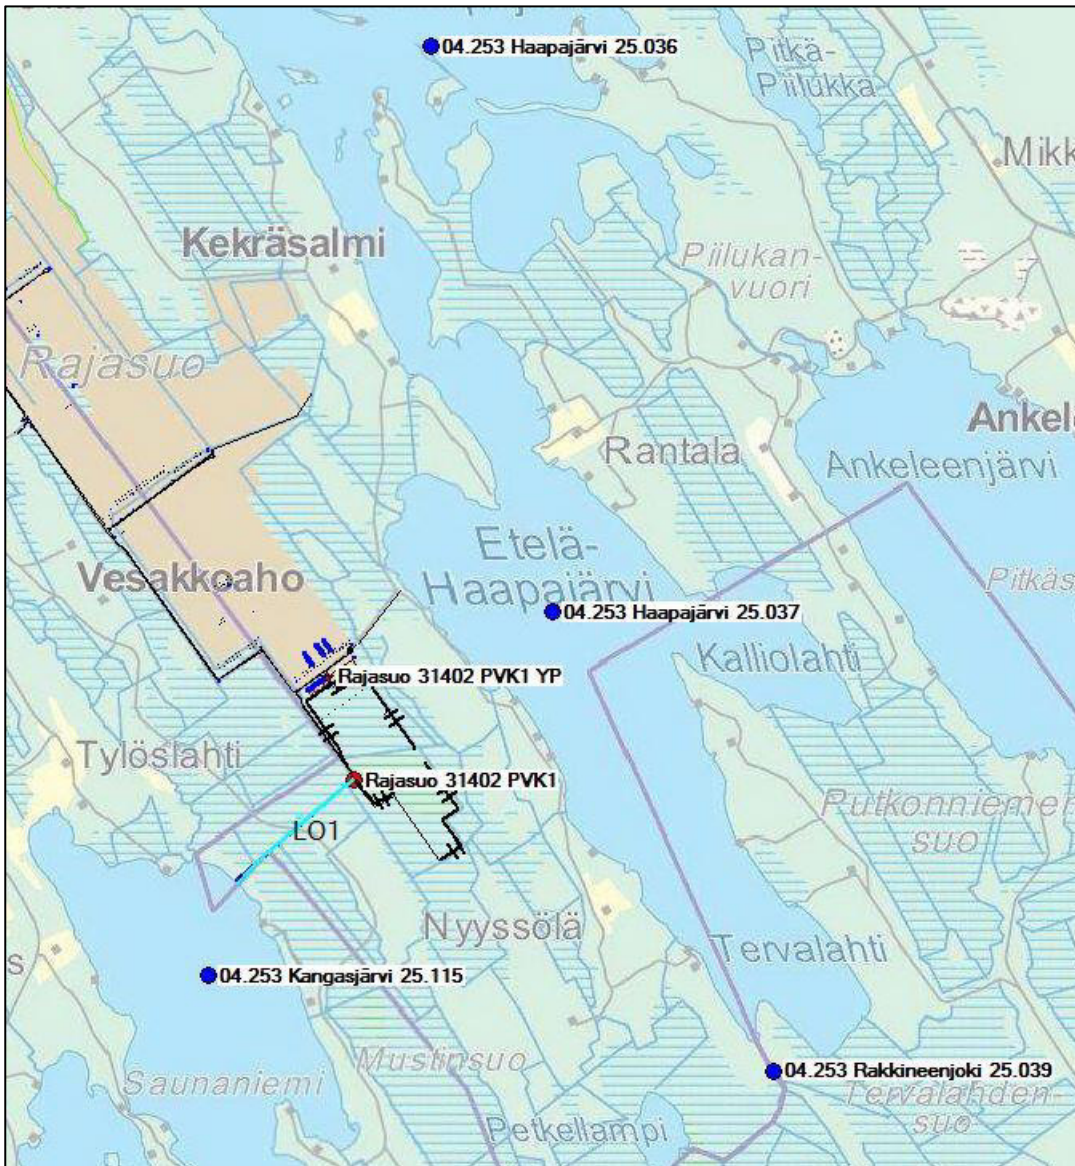 04.253 Haapajärvi 25.036
Pitkä-
Piilukka
Mikk
Kekräsalmi
Piilukan-
vuori
Rajasuo
Rantala
Ankele
Ankeleenjärvi
Etelä-
Haapajärvi
Vesakkoaho
Pitkäs
04.253 Haapajärvi 25.037
Kalliolahti
Rajasuo 31402 PVK1 YP
Tylöslahti
Rajasuo 31402 PVK1
LO1
Putkonniemen
suo
Nyyssölä
Tervalahti
s
04.253 Kangasjärvi 25.115
Mustinsuo
04.253 Rakkineenjoki 25.039
Saunaniemi
Tervalahden-
suo
Petkellampi